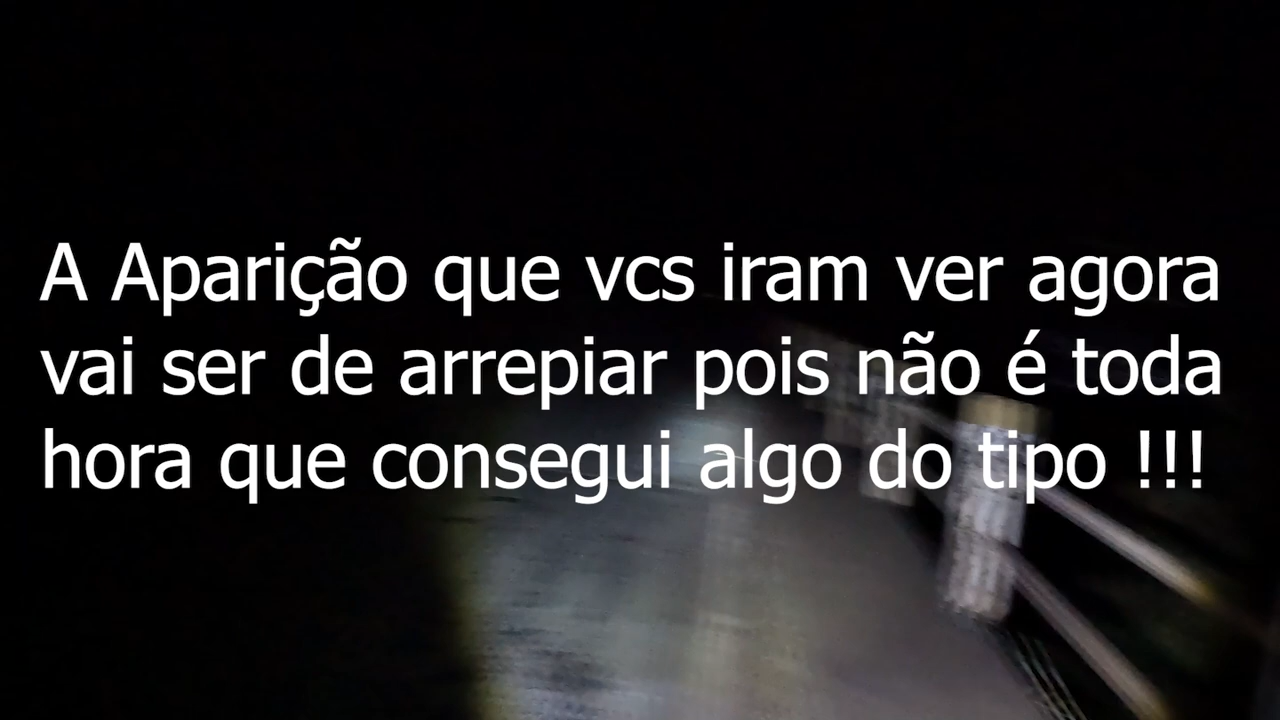 A Aparição que vcs iram ver agora
vai ser de arrepiar pois não é toda
hora que consegui algo do tipo !!!